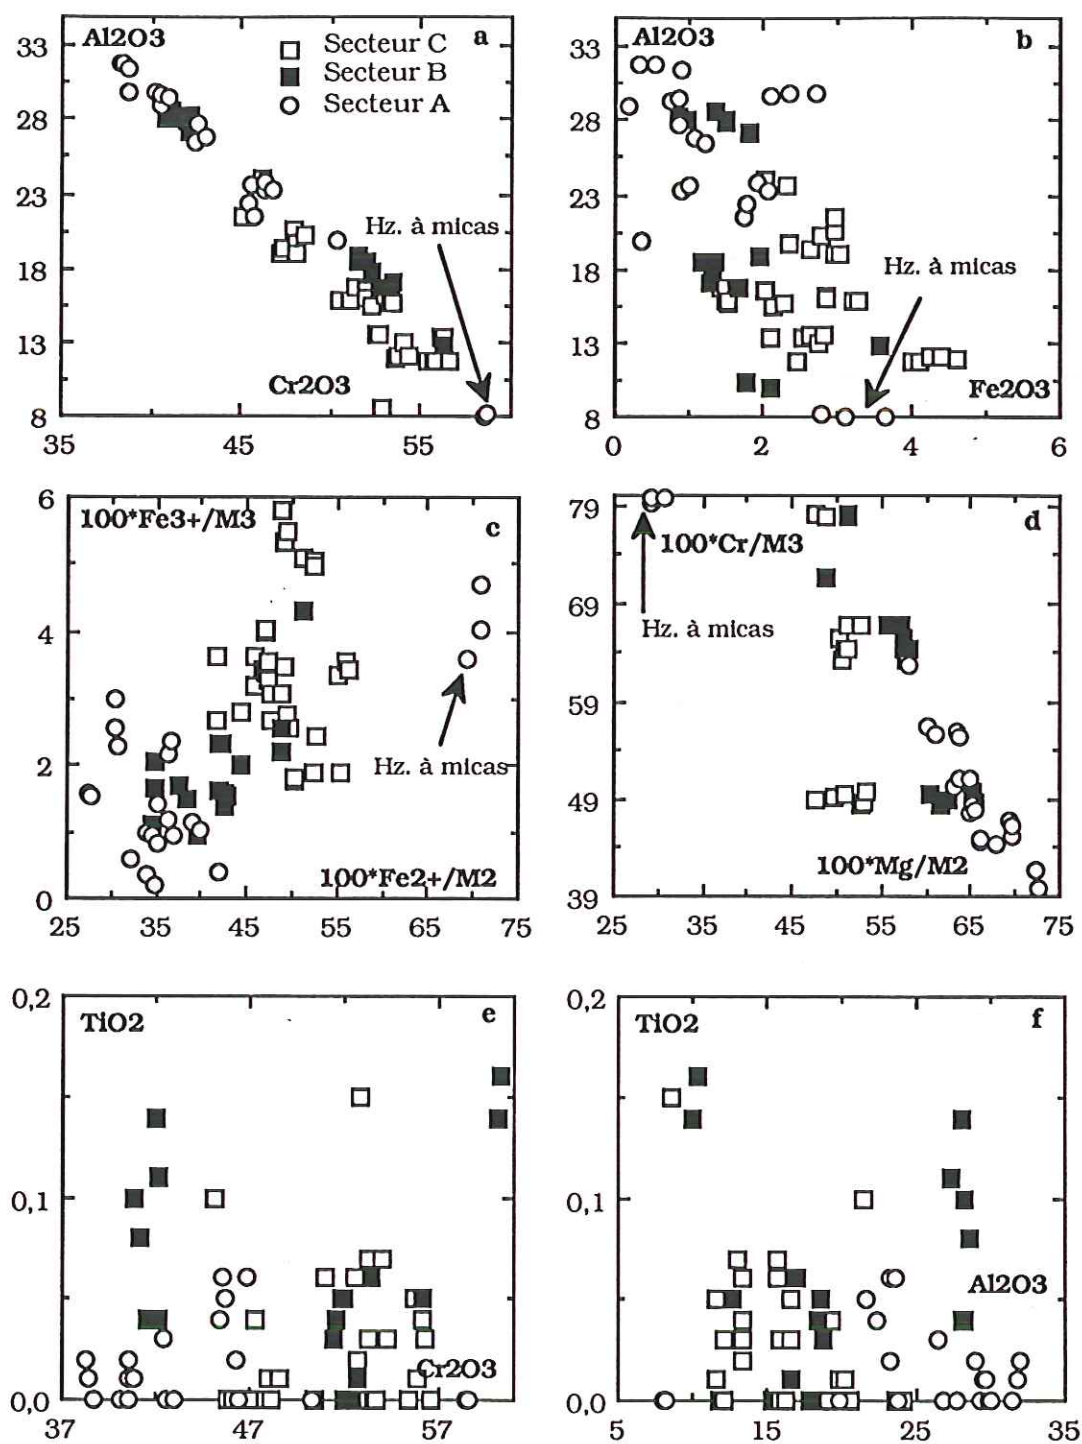 Al2O3
a
Secteur C
Secteur B
Secteur A
33
28
23
18
13
8
Hz. à micas
Cr2O3
35
45
55
Al2O3
b
33
28
23
18
13
8
Hz. à micas
Fe2O3
0
2
4
6
100*Fe3+/M3
c
6
4
2
0
Hz. à micas
100*Fe2+/M2
25
35
45
55
65
75
79
69
59
49
39
d
100*Cr/M3
Hz. à micas
100*Mg/M2
25
35
45
55
65
75
0,2
0,1
0,0
TiO2
e
Cr2O3
37
47
57
0,2
0,1
0,0
TiO2
f
Al2O3
5
15
25
35